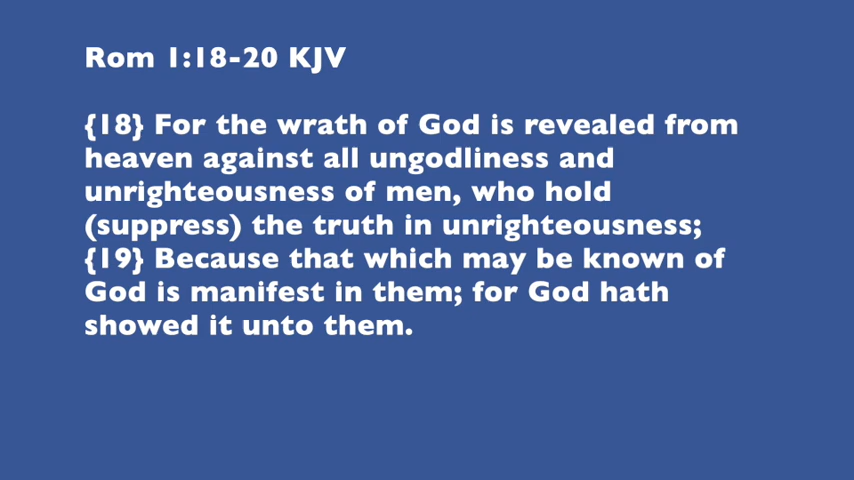 Rom 1:18-20 KJV
{18} For the wrath of God is revealed from
heaven against all ungodliness and
unrighteousness of men, who hold
(suppress) the truth in unrighteousness;
{19} Because that which may be known of
God is manifest in them; for God hath
showed it unto them.